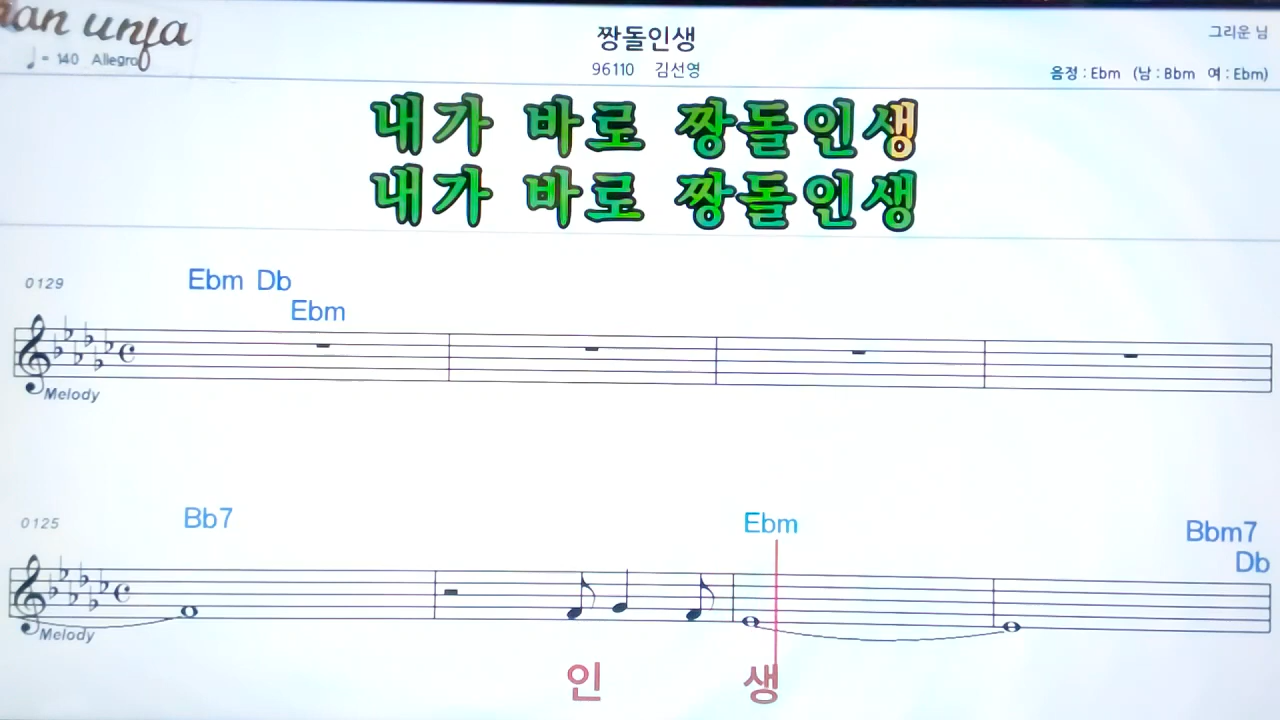 an unja
♩= 140 Allegro
짱돌인생
96110 김선영
그리운 님
음정 : Ebm (남 : Bbm 여 : Ebm)
내가 바로 짱돌인생
내가 바로 짱돌인생
0129
Ebm Db
Ebm
Melody
0125
Bb7
Ebm
Bbm7
Db
Melody
인 생